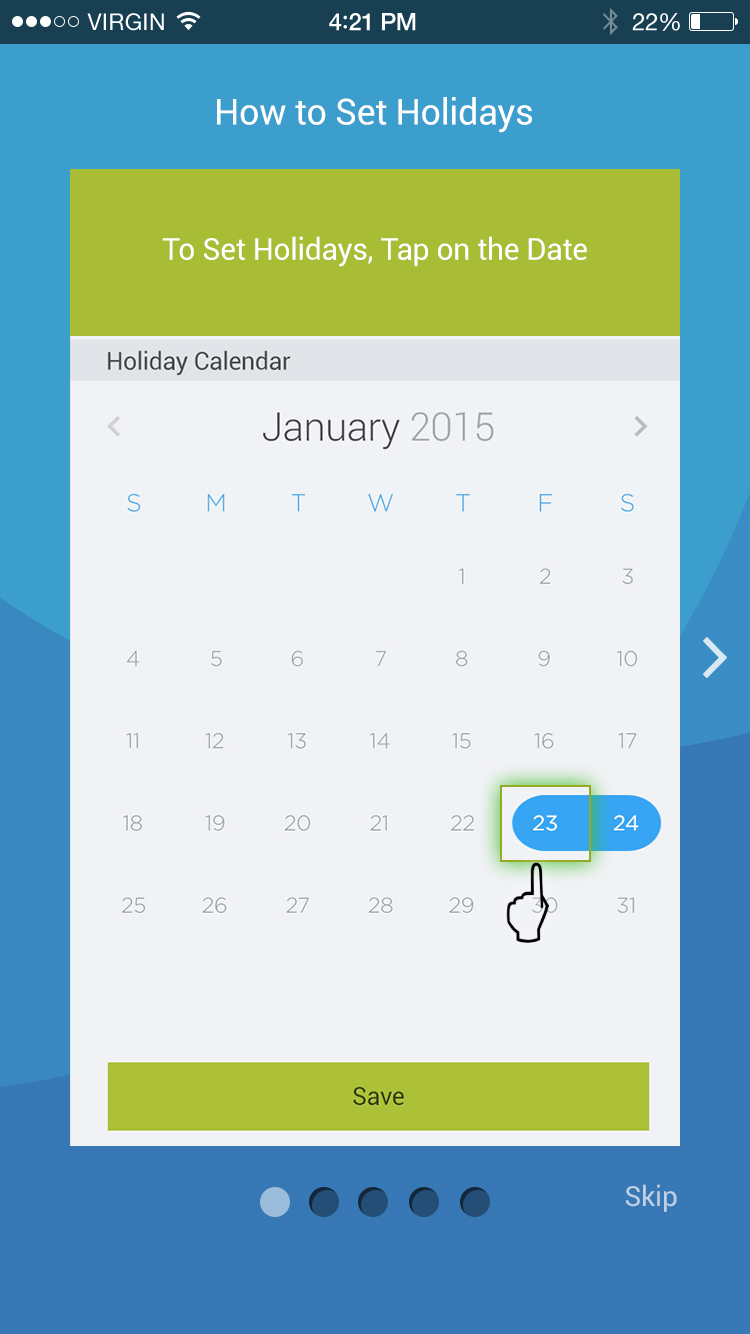 VIRGIN 4:21 PM 22%
How to Set Holidays
To Set Holidays, Tap on the Date
Holiday Calendar
January 2015
S M T W T F S
1 2 3
4 5 6 7 8 9 10
11 12 13 14 15 16 17
18 19 20 21 22 23 24
25 26 27 28 29 30 31
Save
Skip